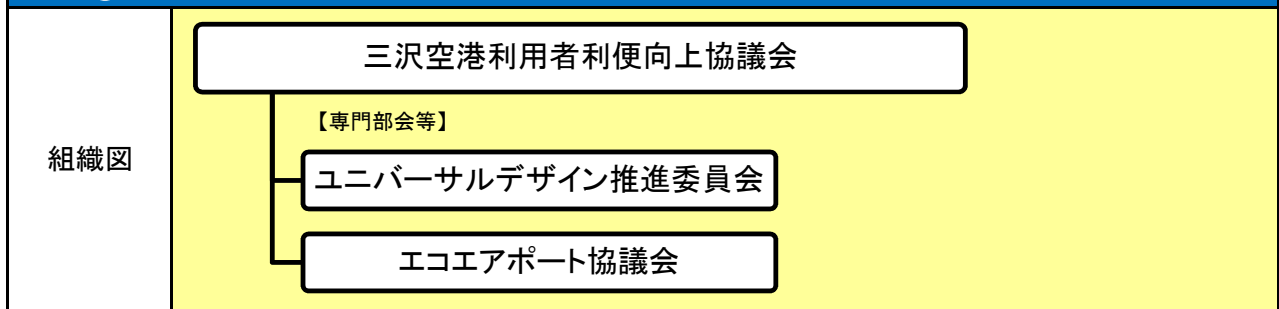 三沢空港利用者利便向上協議会
【専門部会等】
組織図
ユニバーサルデザイン推進委員会
エコエアポート協議会